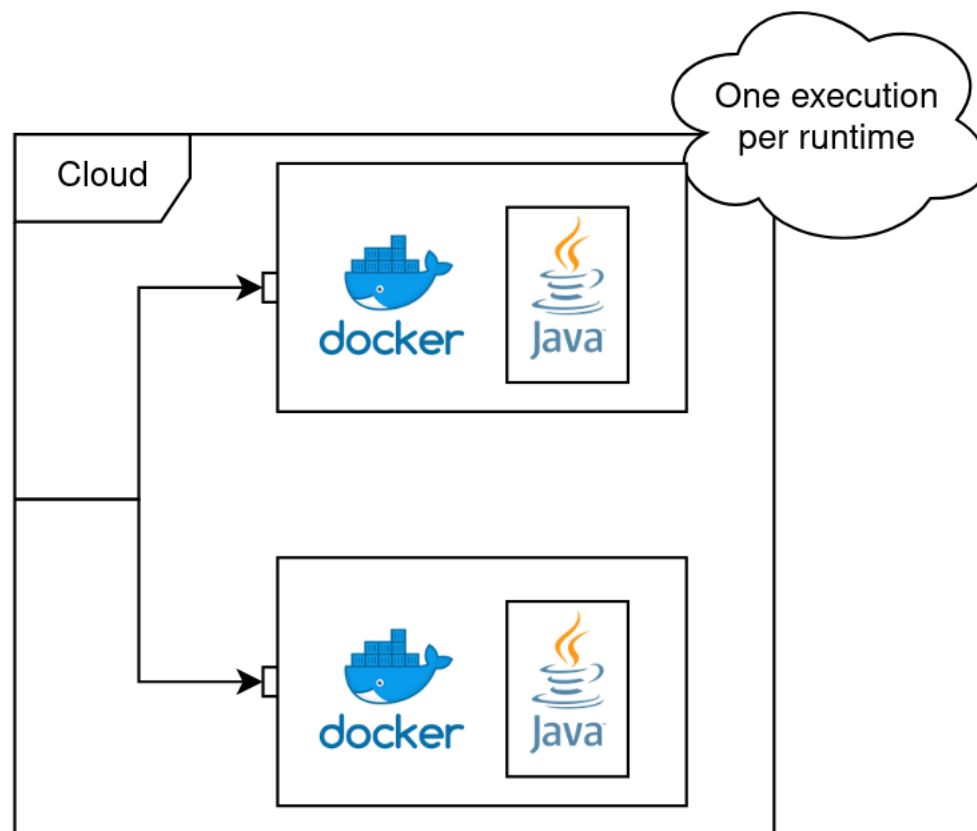 One execution
per runtime
Cloud
docker
Java
docker
Java